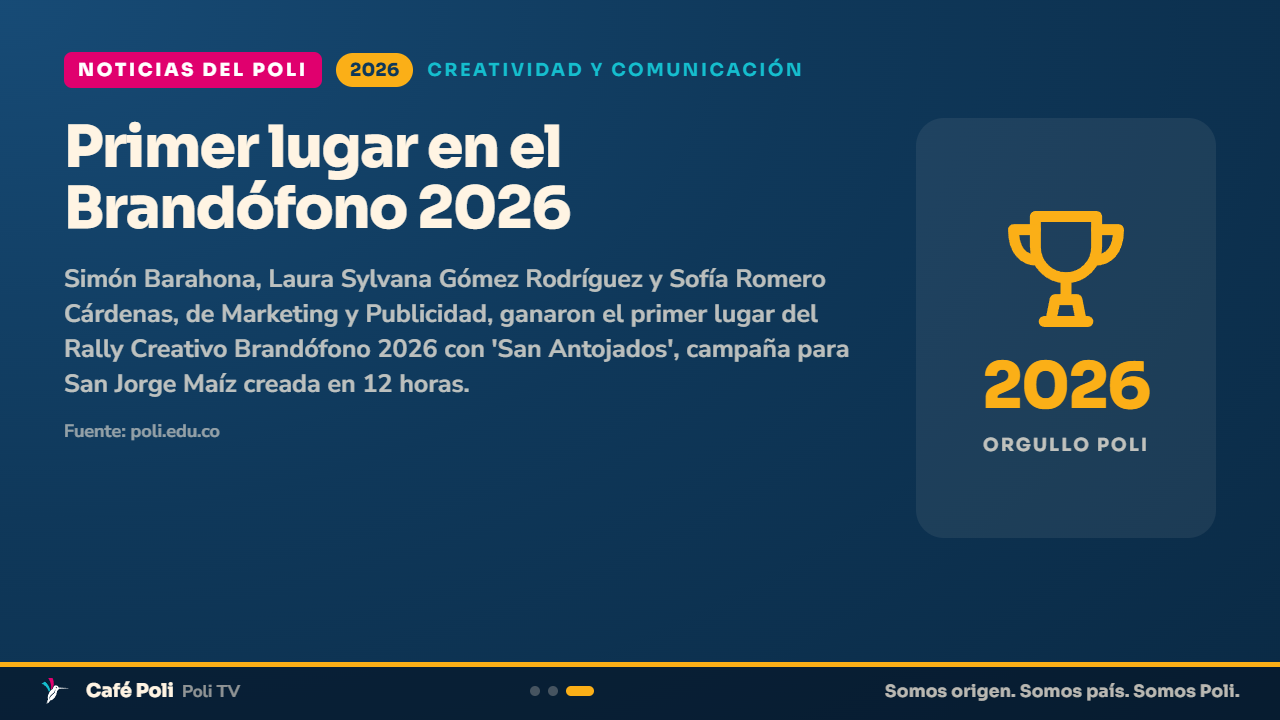 NOTICIAS DEL POLI
2026
CREATIVIDAD Y COMUNICACIÓN
Primer lugar en el
Brandófono 2026
Simón Barahona, Laura Sylvana Gómez Rodríguez y Sofía Romero
Cárdenas, de Marketing y Publicidad, ganaron el primer lugar del
Rally Creativo Brandófono 2026 con 'San Antojados', campaña para
San Jorge Maíz creada en 12 horas.
Fuente: poli.edu.co
2026
ORGULLO POLI
Café Poli Poli TV
Somos origen. Somos país. Somos Poli.